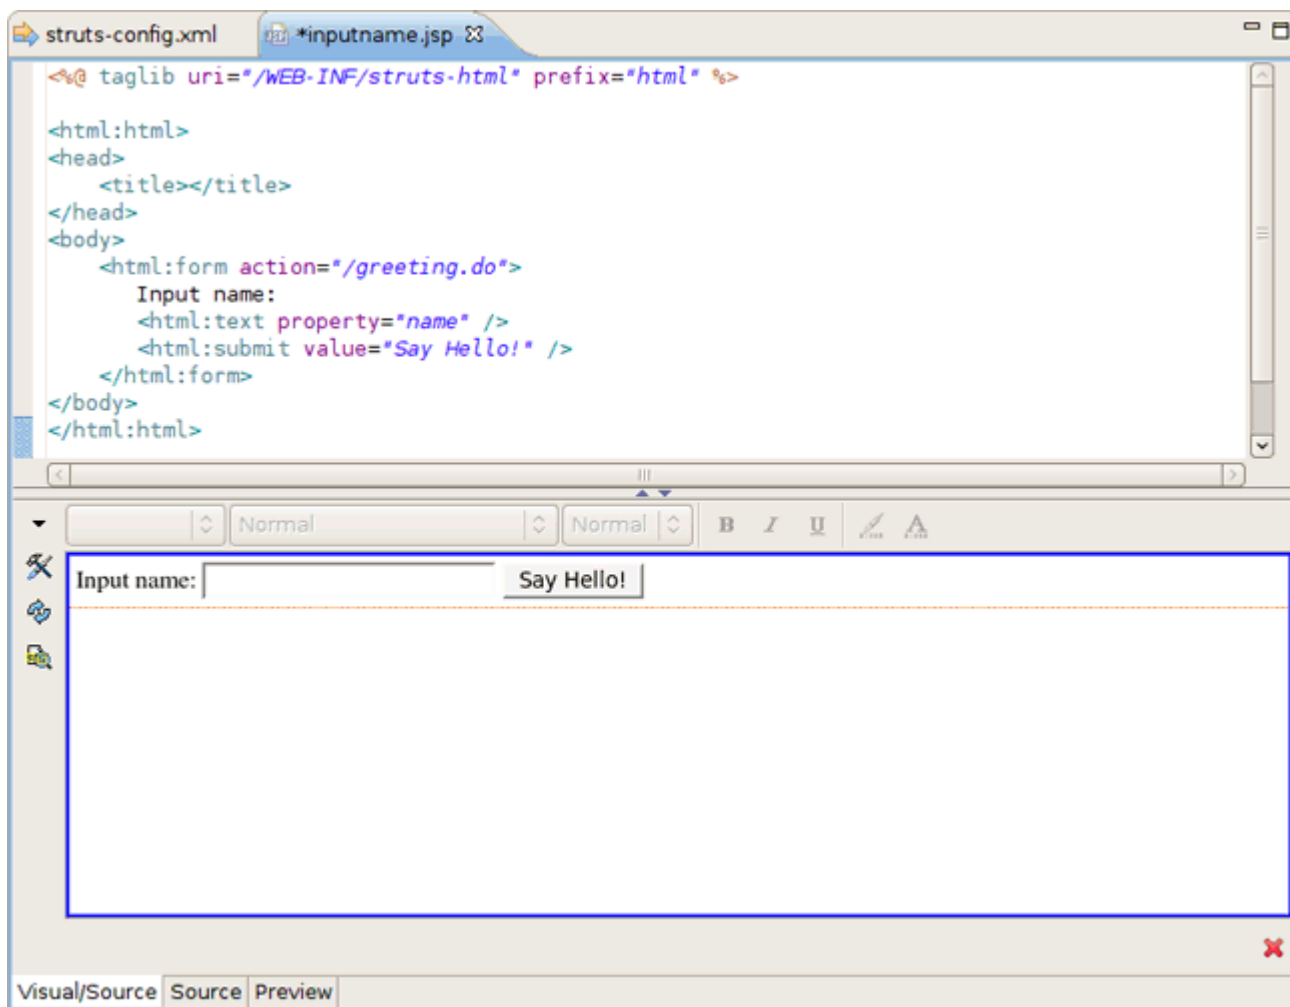 struts-config.xml *inputname.jsp
<%@ taglib uri="/WEB-INF/struts-html" prefix="html" %>
<html:html>
<head>
<title></title>
</head>
<body>
<html:form action="/greeting.do">
Input name:
<html:text property="name" />
<html:submit value="Say Hello!" />
</html:form>
</body>
</html:html>
Normal Normal B I U A
Input name: Say Hello!
Visual/Source Source Preview